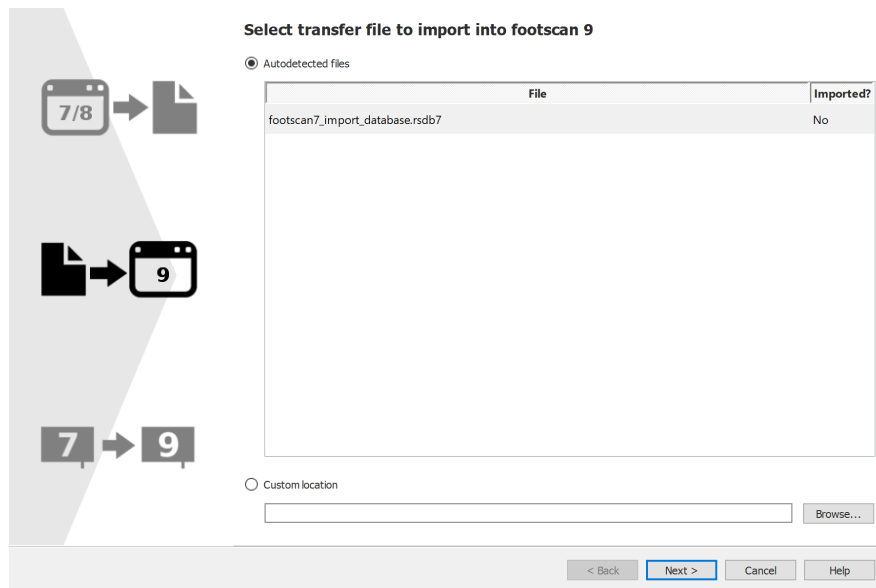 Select transfer file to import into footscan 9
Autodetected files
File Imported?
footscan7_import_database.rsdb7 No
7/8
9
7 9
Custom location
Browse...
< Back Next > Cancel Help